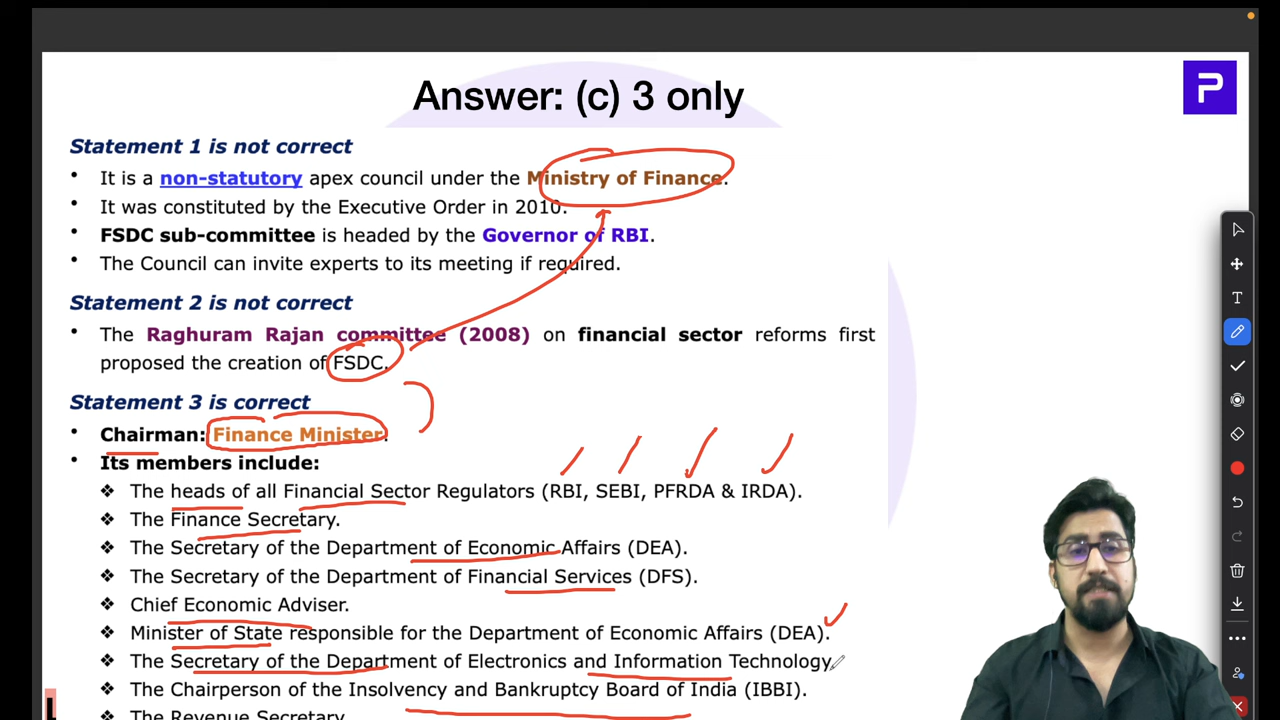 Answer: (c) 3 only
P
Statement 1 is not correct
• It is a non-statutory apex council under the Ministry of Finance.
• It was constituted by the Executive Order in 2010.
• FSDC sub-committee is headed by the Governor of RBI.
• The Council can invite experts to its meeting if required.
Statement 2 is not correct
• The Raghuram Rajan committee (2008) on financial sector reforms first
proposed the creation of FSDC.
Statement 3 is correct
• Chairman: Finance Minister.
• Its members include:
❖ The heads of all Financial Sector Regulators (RBI, SEBI, PFRDA & IRDA).
❖ The Finance Secretary.
❖ The Secretary of the Department of Economic Affairs (DEA).
❖ The Secretary of the Department of Financial Services (DFS).
❖ Chief Economic Adviser.
❖ Minister of State responsible for the Department of Economic Affairs (DEA).
❖ The Secretary of the Department of Electronics and Information Technology
❖ The Chairperson of the Insolvency and Bankruptcy Board of India (IBBI).
❖ The Revenue Secretary.
T